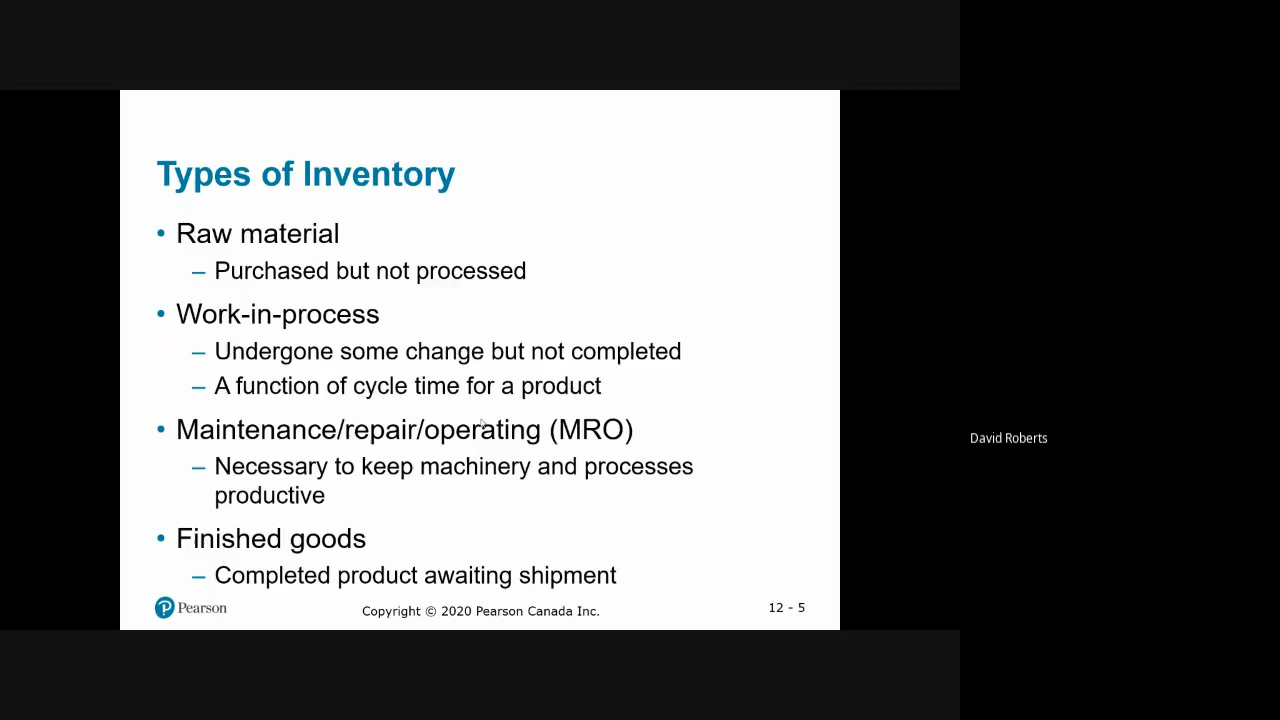 Types of Inventory
• Raw material
– Purchased but not processed
• Work-in-process
– Undergone some change but not completed
– A function of cycle time for a product
• Maintenance/repair/operating (MRO)
– Necessary to keep machinery and processes
productive
• Finished goods
– Completed product awaiting shipment
P Pearson
Copyright © 2020 Pearson Canada Inc.
12 - 5
David Roberts